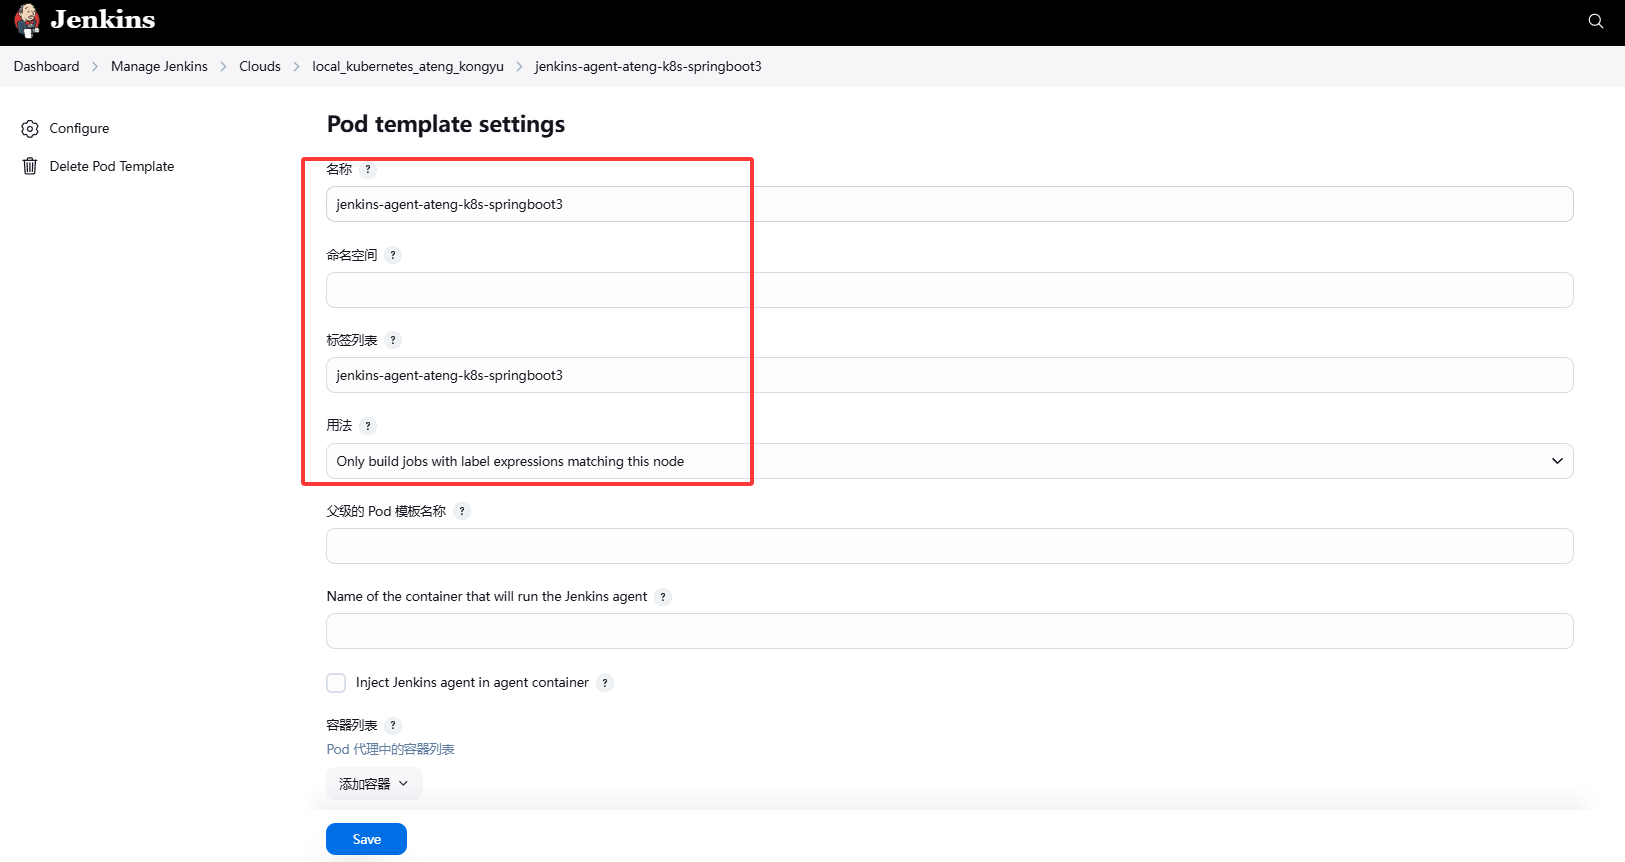 Jenkins
Dashboard > Manage Jenkins > Clouds > local_kubernetes_ateng_kongyu > jenkins-agent-ateng-k8s-springboot3
Configure
Delete Pod Template
Pod template settings
名称 ?
jenkins-agent-ateng-k8s-springboot3
命名空间 ?
标签列表 ?
jenkins-agent-ateng-k8s-springboot3
用法 ?
Only build jobs with label expressions matching this node
父级的 Pod 模板名称 ?
Name of the container that will run the Jenkins agent ?
Inject Jenkins agent in agent container ?
容器列表 ?
Pod 代理中的容器列表
添加容器
Save